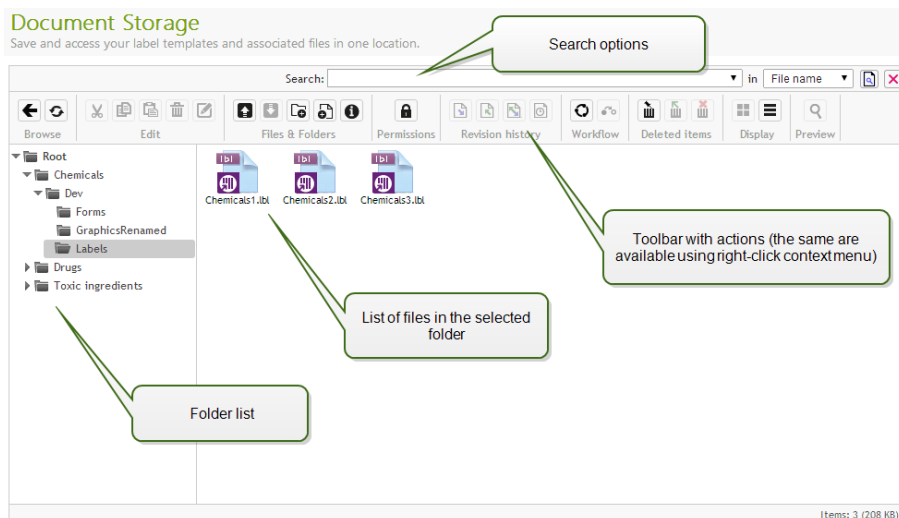 Document Storage
Save and access your label templates and associated files in one location.
Search options
Search:
in
File name
Browse
Edit
Files & Folders
Permissions
Revision history
Workflow
Deleted items
Display
Preview
Root
Chemicals
Dev
Forms
GraphicsRenamed
Labels
Drugs
Toxic ingredients
lbl
lbl
lbl
Chemicals1.lbl
Chemicals2.lbl
Chemicals3.lbl
Toolbar with actions (the same are
available using right-click context menu)
List of files in the selected
folder
Folder list
Items: 3 (208 KB)